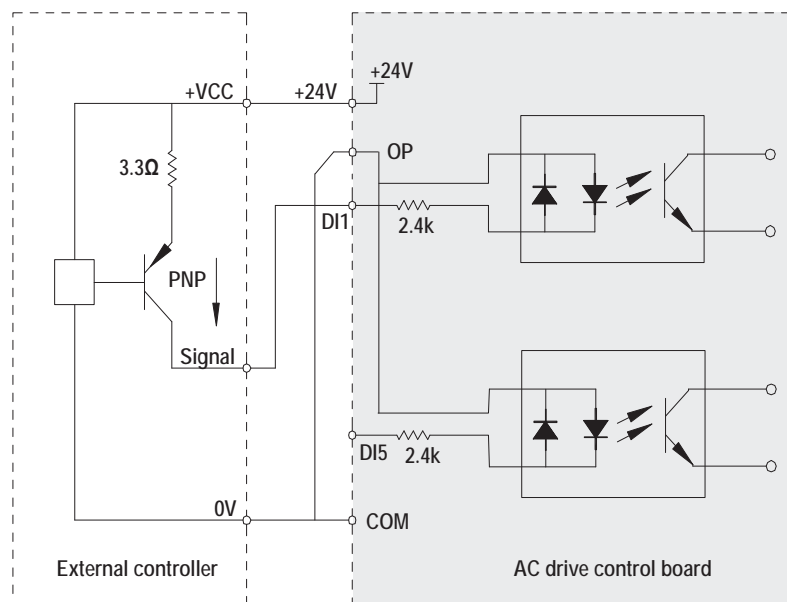 +24V
+VCC
+24V
OP
3.3Ω
DI1
2.4k
PNP
Signal
DI5
2.4k
0V
COM
External controller
AC drive control board